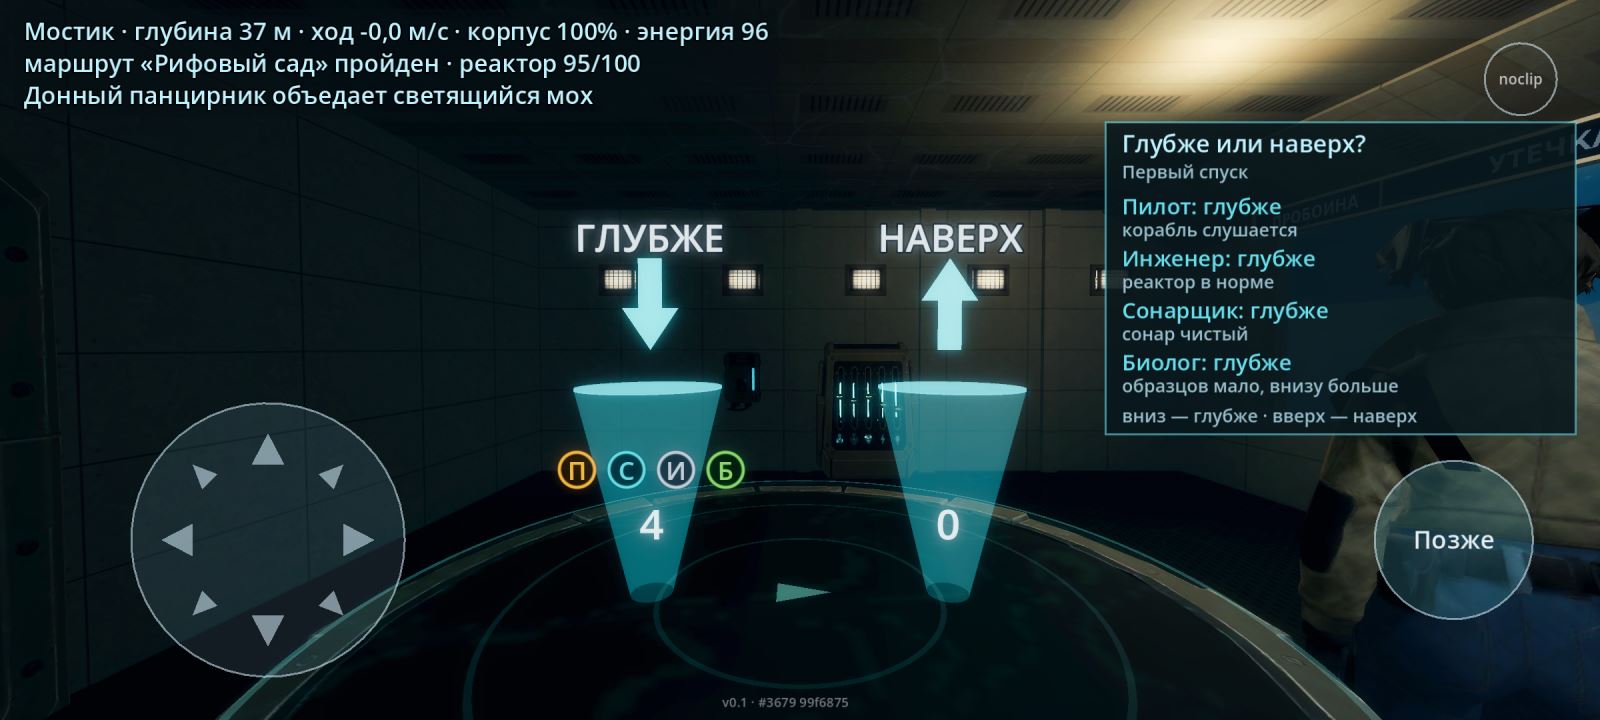 Мостик · глубина 37 м · ход -0,0 м/с · корпус 100% · энергия 96
маршрут «Рифовый сад» пройден · реактор 95/100
Донный панцирник объедает светящийся мох
noclip
УТЕЧКА
ПРОБОИНА
Глубже или наверх?
Первый спуск
Пилот: глубже
корабль слушается
Инженер: глубже
реактор в норме
Сонарщик: глубже
сонар чистый
Биолог: глубже
образцов мало, внизу больше
вниз — глубже · вверх — наверх
ГЛУБЖЕ
НАВЕРХ
П С И Б
4
0
Позже
v0.1 · #3679 99f6875